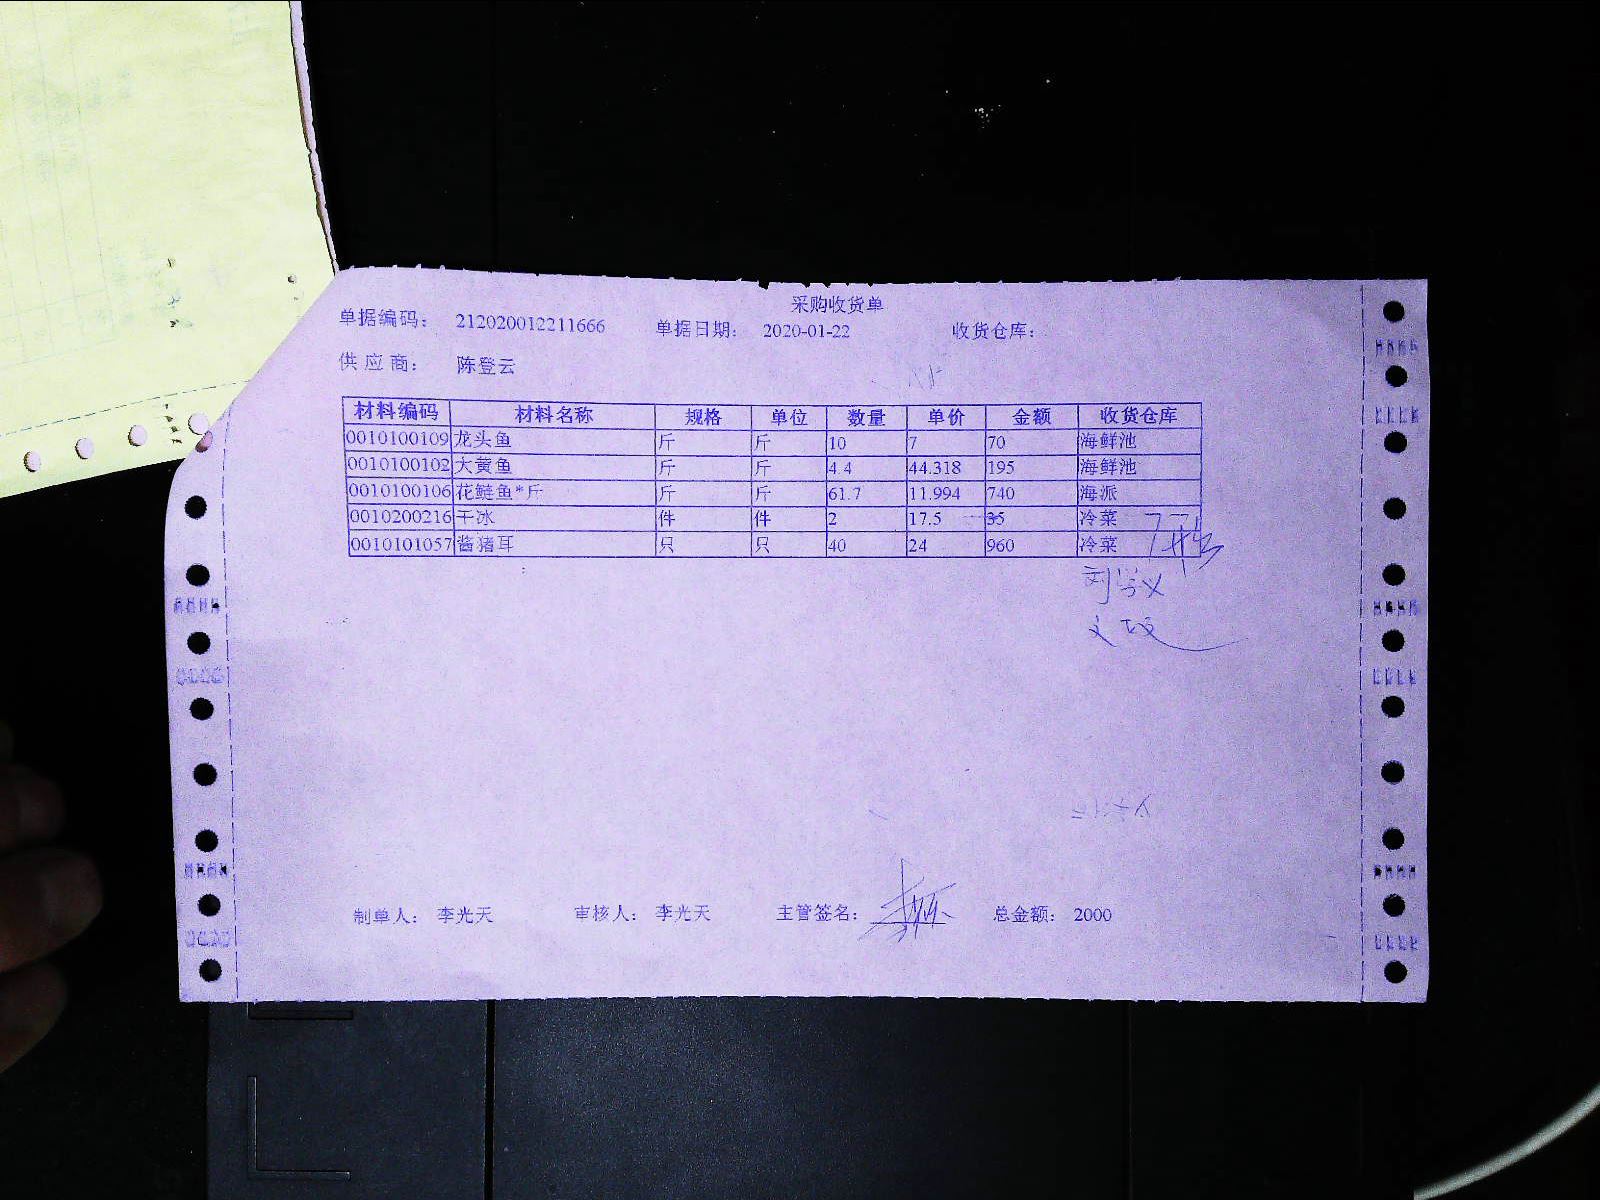 采购收货单
单据编码： 212020012211666 单据日期： 2020-01-22 收货仓库：
供应商： 陈登云
材料编码 材料名称 规格 单位 数量 单价 金额 收货仓库
0010100109 龙头鱼 斤 斤 10 7 70 海鲜池
0010100102 大黄鱼 斤 斤 4.4 44.318 195 海鲜池
0010100106 花鲢鱼*斤 斤 斤 61.7 11.994 740 海派
0010200216 干冰 件 件 2 17.5 35 冷菜
0010101057 酱猪耳 只 只 40 24 960 冷菜
刘学义
制单人： 李光天 审核人： 李光天 主管签名： 总金额： 2000